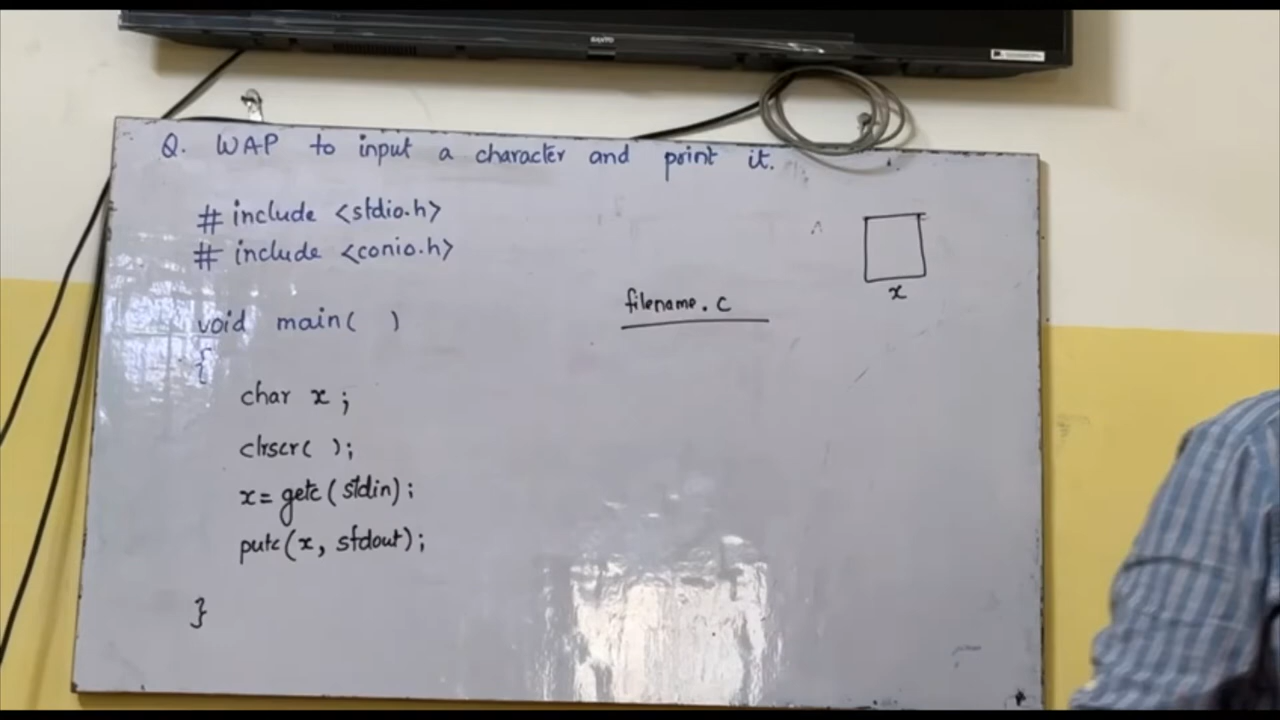 SANYO
Q. WAP to input a character and print it.
# include <stdio.h>
# include <conio.h>
void main( )
{
char x ;
clrscr( );
x= getc(stdin);
putc(x, stdout);
}
filename.c
x